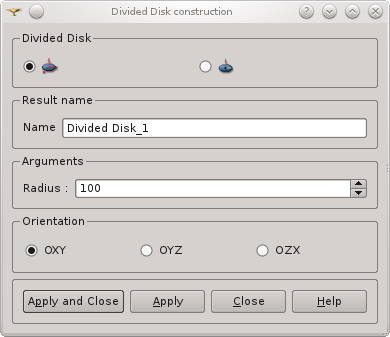 Divided Disk construction
Divided Disk
Result name
Name Divided Disk_1
Arguments
Radius : 100
Orientation
OXY OYZ OZX
Apply and Close Apply Close Help